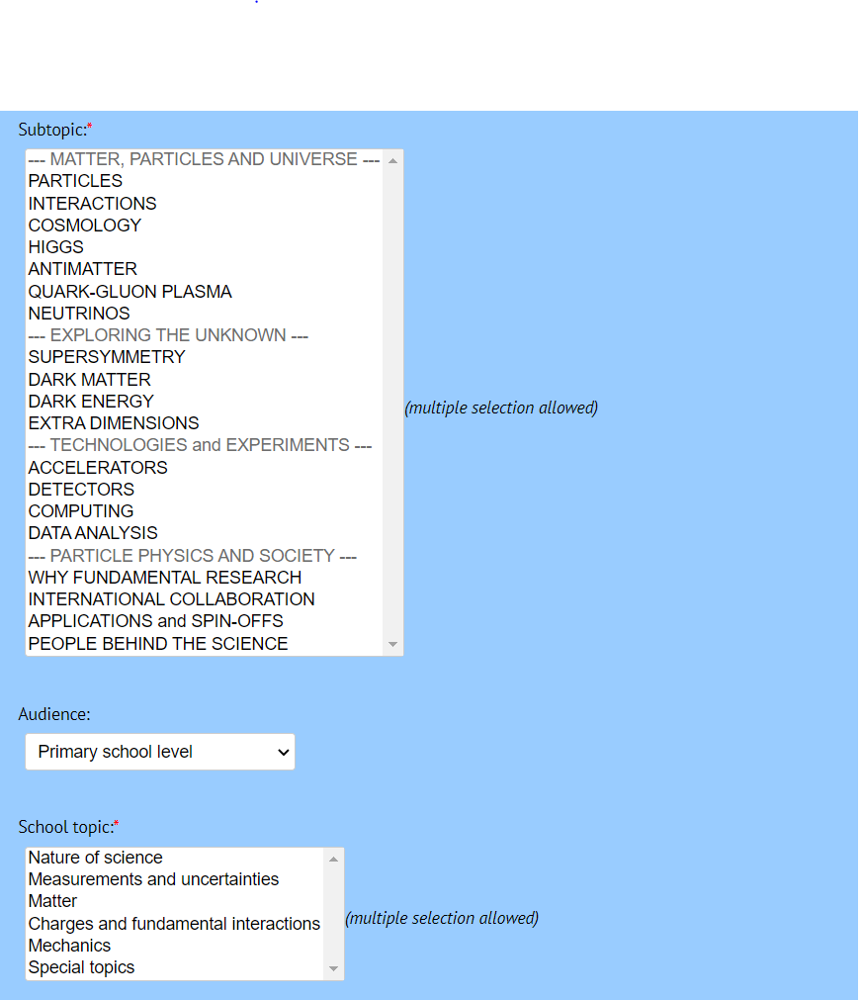 Subtopic:*
--- MATTER, PARTICLES AND UNIVERSE ---
PARTICLES
INTERACTIONS
COSMOLOGY
HIGGS
ANTIMATTER
QUARK-GLUON PLASMA
NEUTRINOS
--- EXPLORING THE UNKNOWN ---
SUPERSYMMETRY
DARK MATTER
DARK ENERGY
EXTRA DIMENSIONS
--- TECHNOLOGIES and EXPERIMENTS ---
ACCELERATORS
DETECTORS
COMPUTING
DATA ANALYSIS
--- PARTICLE PHYSICS AND SOCIETY ---
WHY FUNDAMENTAL RESEARCH
INTERNATIONAL COLLABORATION
APPLICATIONS and SPIN-OFFS
PEOPLE BEHIND THE SCIENCE
(multiple selection allowed)
Audience:
Primary school level
School topic:*
Nature of science
Measurements and uncertainties
Matter
Charges and fundamental interactions
Mechanics
Special topics
(multiple selection allowed)